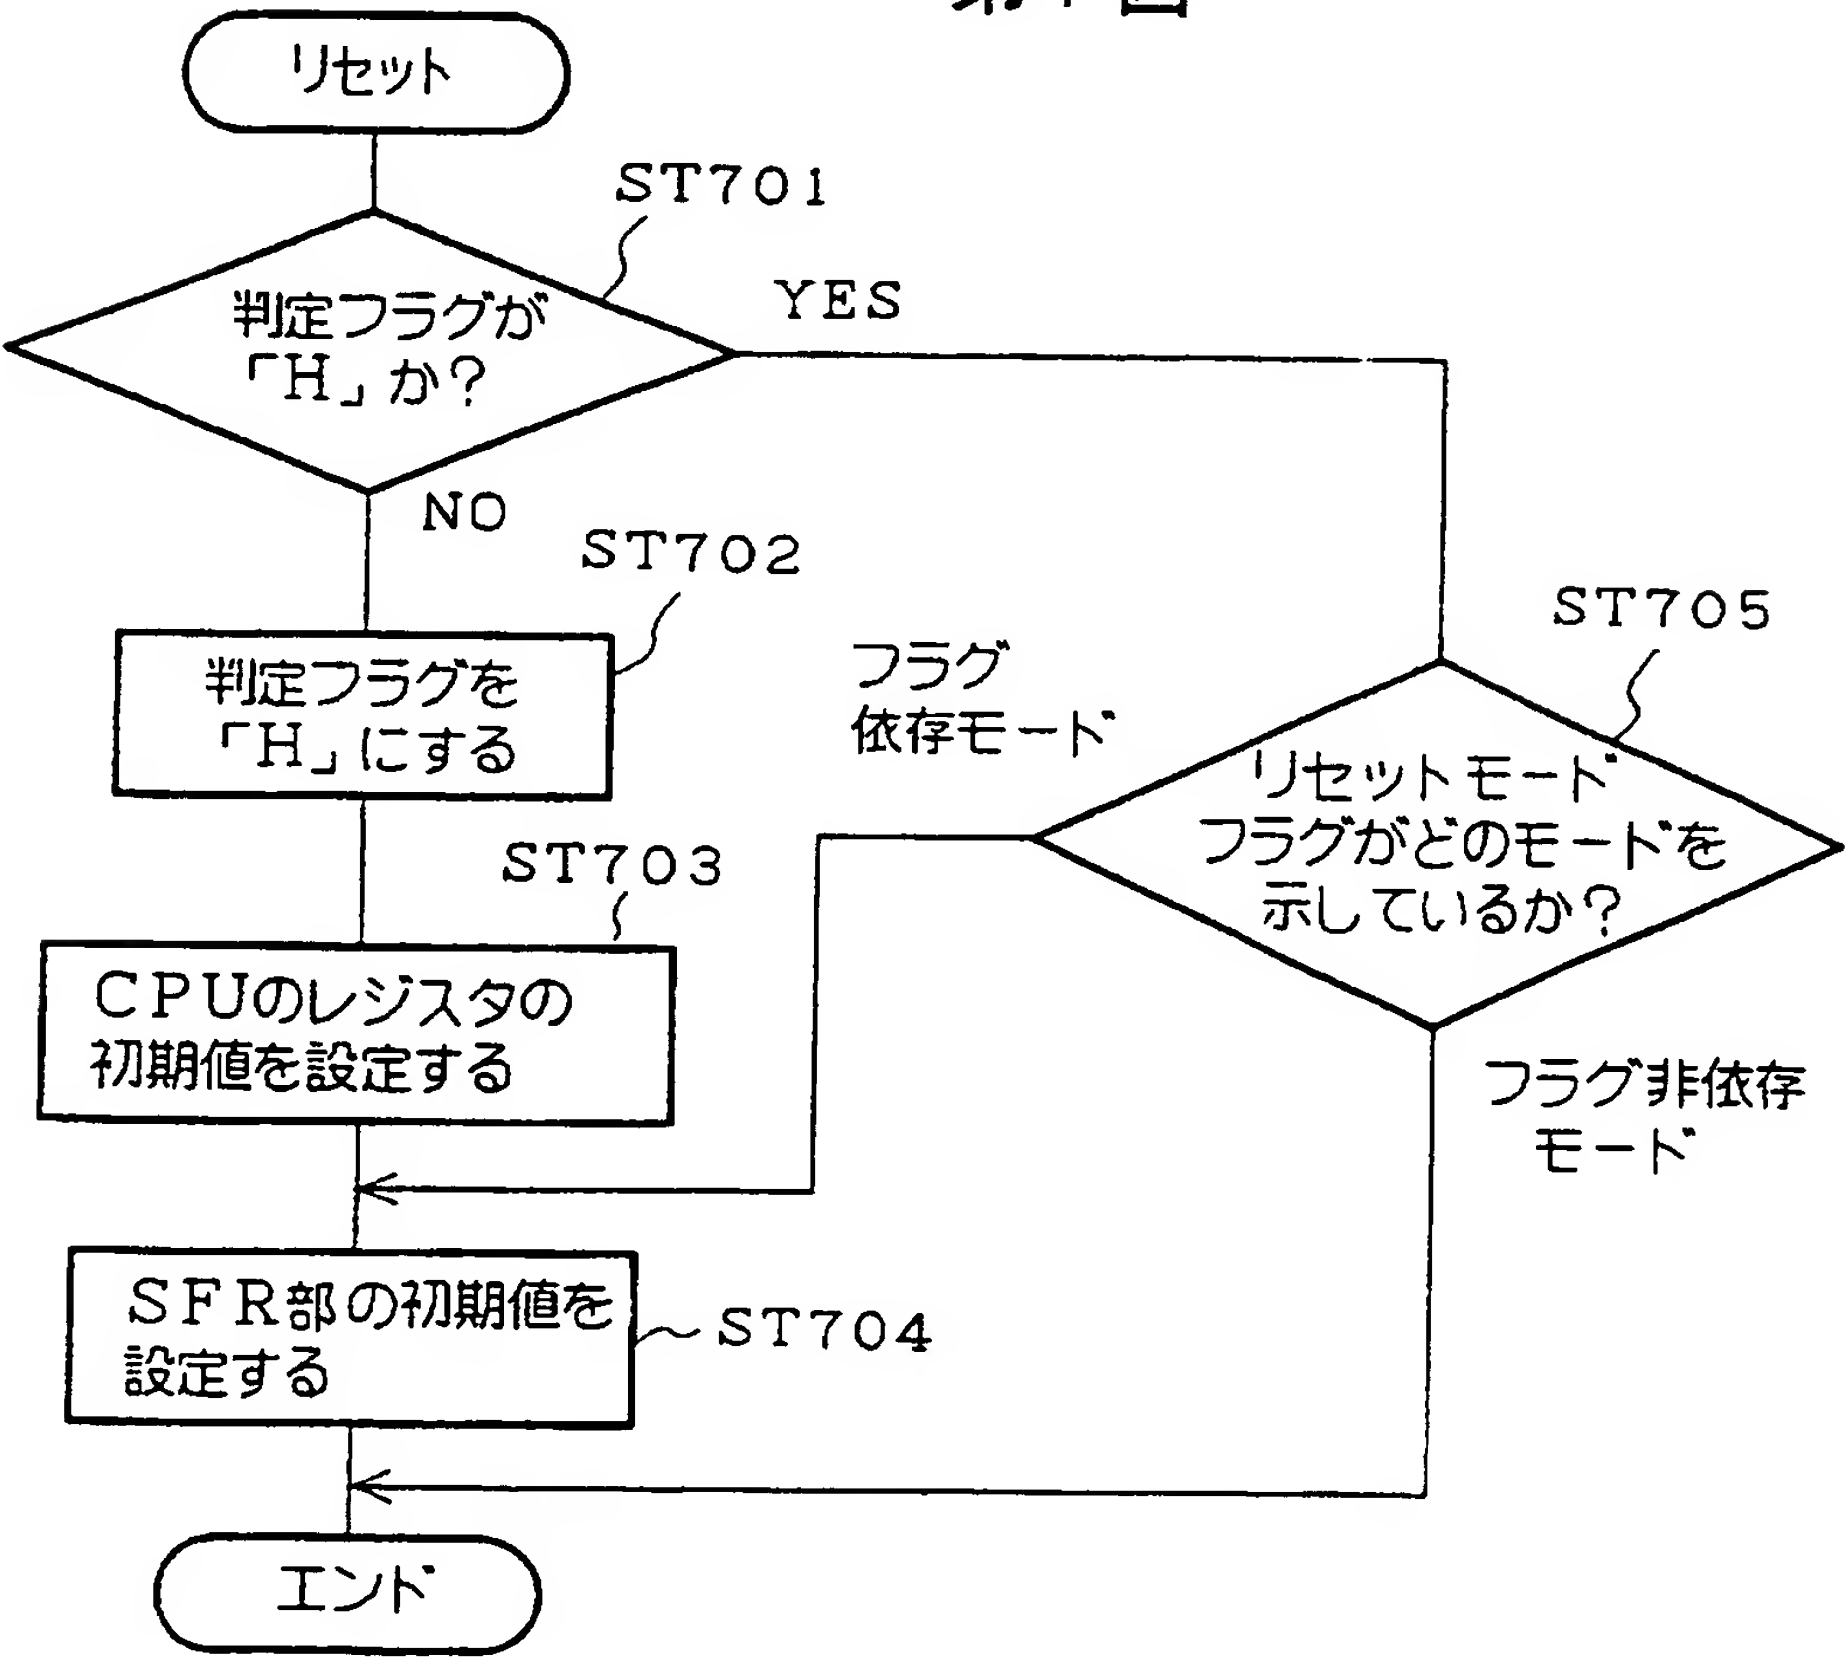 リセット
ST701
判定フラグが
「H」か?
YES
NO
ST702
判定フラグを
「H」にする
ST703
CPUのレジスタの
初期値を設定する
SFR部の初期値を
設定する
ST704
エンド
ST705
リセットモード
フラグがどのモードを
示しているか?
フラグ
依存モード
フラグ非依存
モード